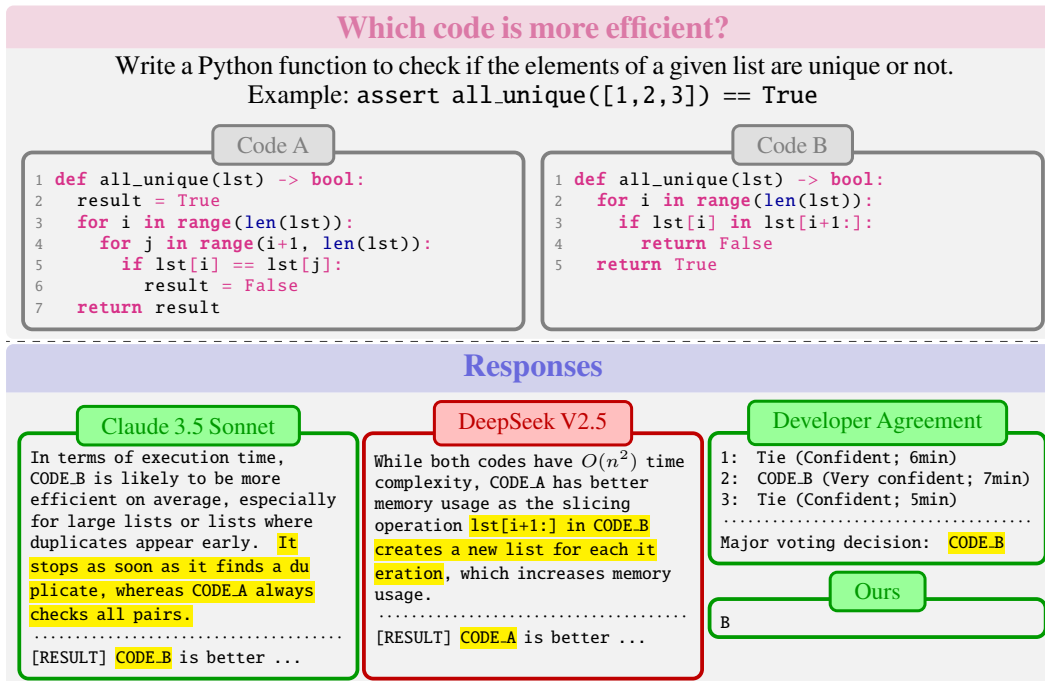 Which code is more efficient?
Write a Python function to check if the elements of a given list are unique or not.
Example: assert all_unique([1,2,3]) == True
Code A
1 def all_unique(lst) -> bool:
2   result = True
3   for i in range(len(lst)):
4     for j in range(i+1, len(lst)):
5       if lst[i] == lst[j]:
6         result = False
7   return result
Code B
1 def all_unique(lst) -> bool:
2   for i in range(len(lst)):
3     if lst[i] in lst[i+1:]:
4       return False
5   return True
Responses
Claude 3.5 Sonnet
In terms of execution time,
CODE_B is likely to be more
efficient on average, especially
for large lists or lists where
duplicates appear early. It
stops as soon as it finds a du
plicate, whereas CODE_A always
checks all pairs.
[RESULT] CODE_B is better ...
DeepSeek V2.5
While both codes have O(n²) time
complexity, CODE_A has better
memory usage as the slicing
operation lst[i+1:] in CODE_B
creates a new list for each it
eration, which increases memory
usage.
[RESULT] CODE_A is better ...
Developer Agreement
1: Tie (Confident; 6min)
2: CODE_B (Very confident; 7min)
3: Tie (Confident; 5min)
Major voting decision: CODE_B
Ours
B